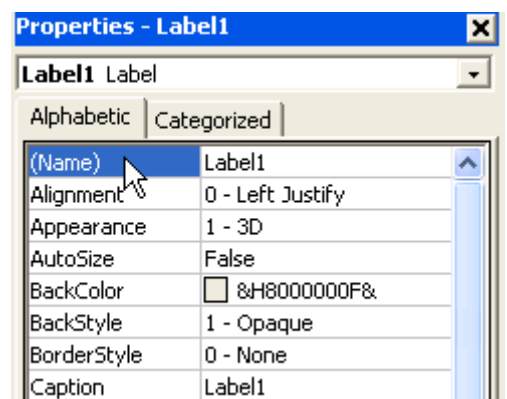 Properties - Label1
Label1 Label
Alphabetic Categorized
(Name) Label1
Alignment 0 - Left Justify
Appearance 1 - 3D
AutoSize False
BackColor &H8000000F&
BackStyle 1 - Opaque
BorderStyle 0 - None
Caption Label1